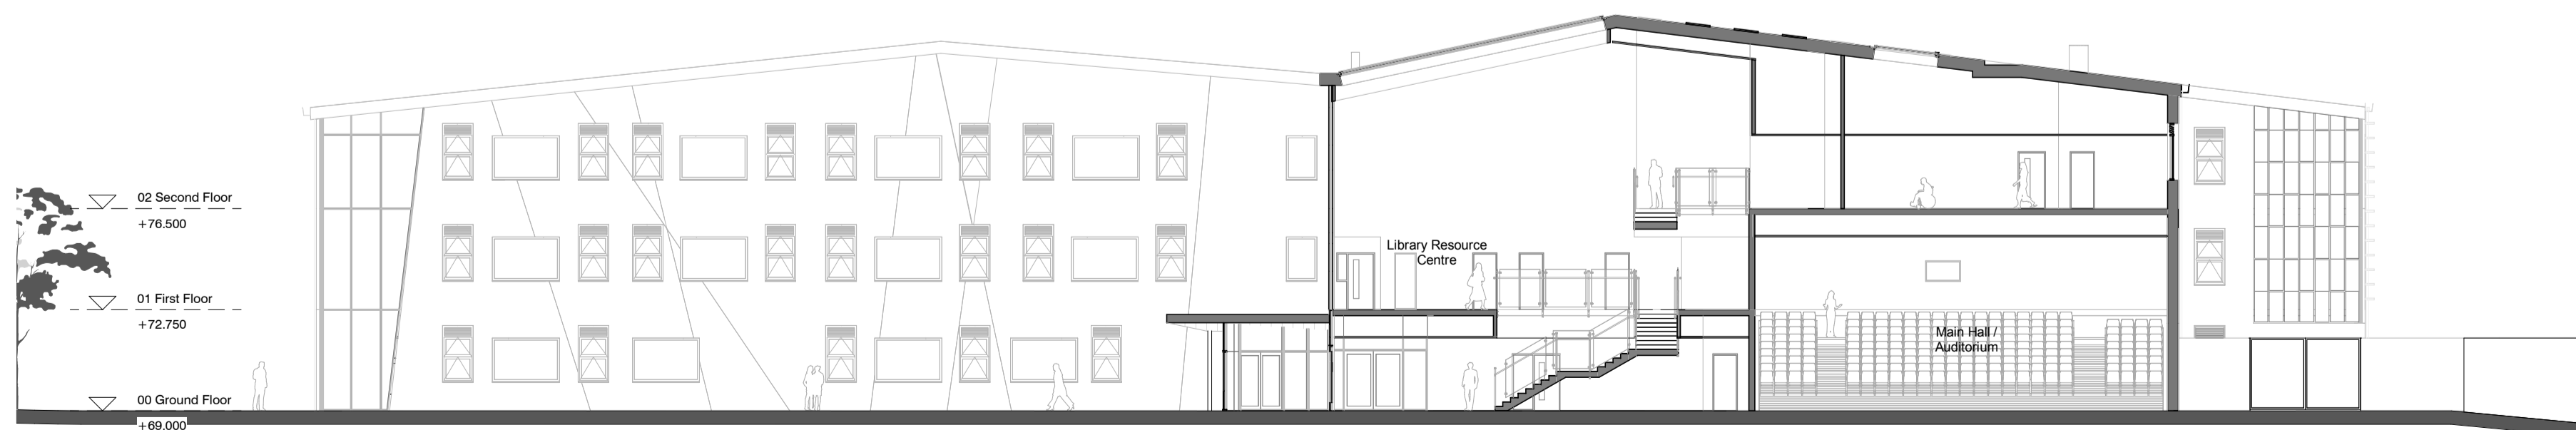 02 Second Floor
+76.500
01 First Floor
+72.750
00 Ground Floor
+69.000
Library Resource
Centre
Main Hall /
Auditorium